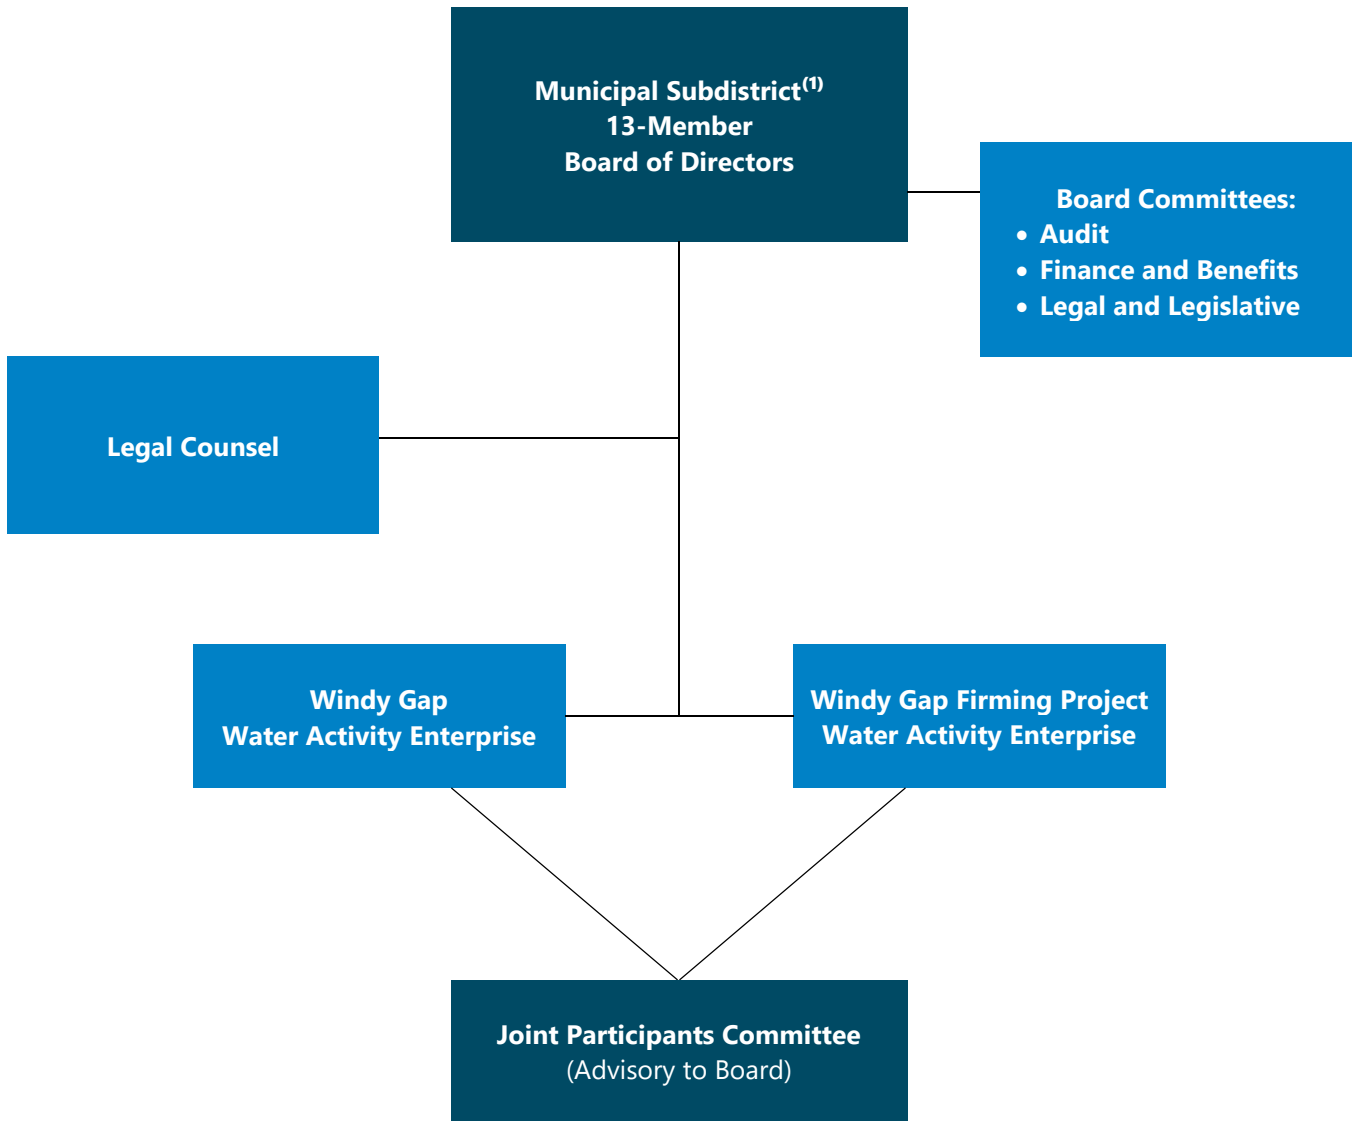 Municipal Subdistrict(1)
13-Member
Board of Directors
Board Committees:
• Audit
• Finance and Benefits
• Legal and Legislative
Legal Counsel
Windy Gap
Water Activity Enterprise
Windy Gap Firming Project
Water Activity Enterprise
Joint Participants Committee
(Advisory to Board)